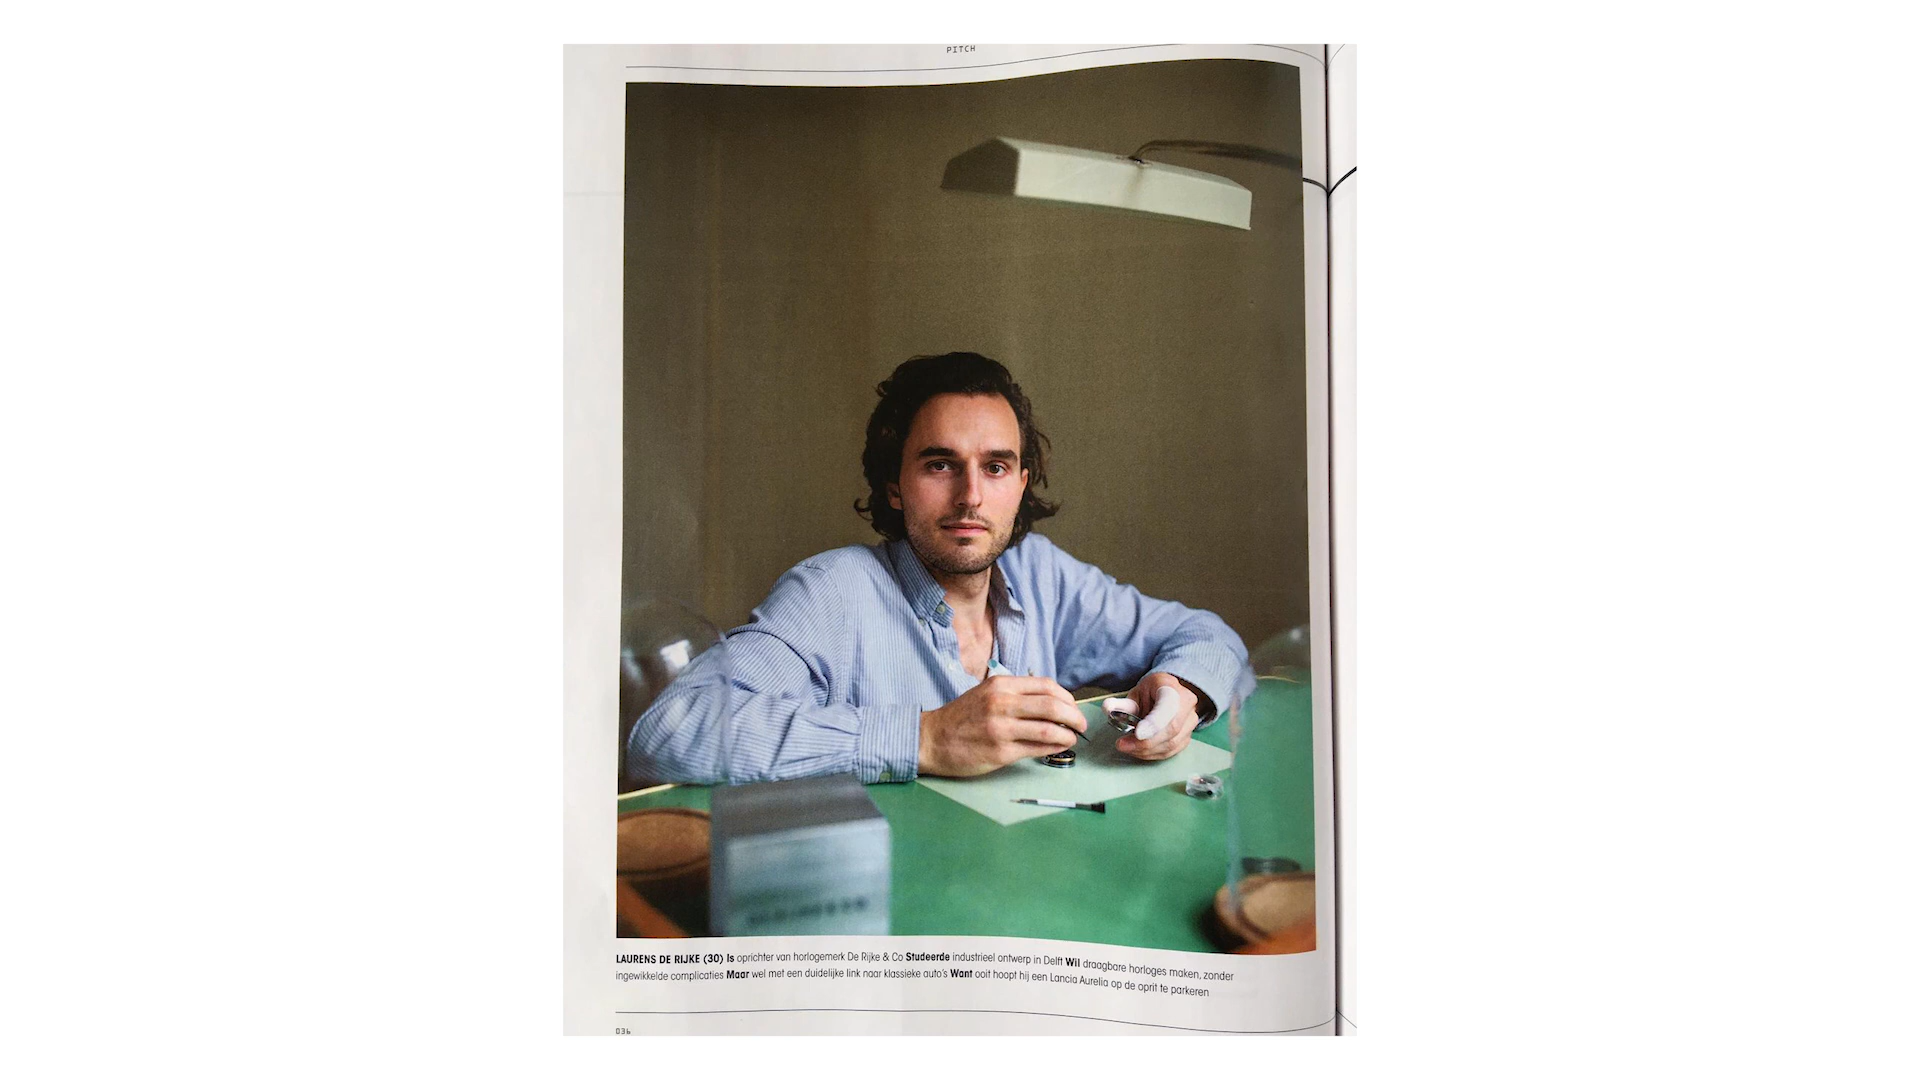 PITCH
LAURENS DE RIJKE (30) Is oprichter van horlogemerk De Rijke & Co Studeerde industrieel ontwerp in Delft Wil draagbare horloges maken, zonder
ingewikkelde complicaties Maar wel met een duidelijke link naar klassieke auto's Want ooit hoopt hij een Lancia Aurelia op de oprit te parkeren
036